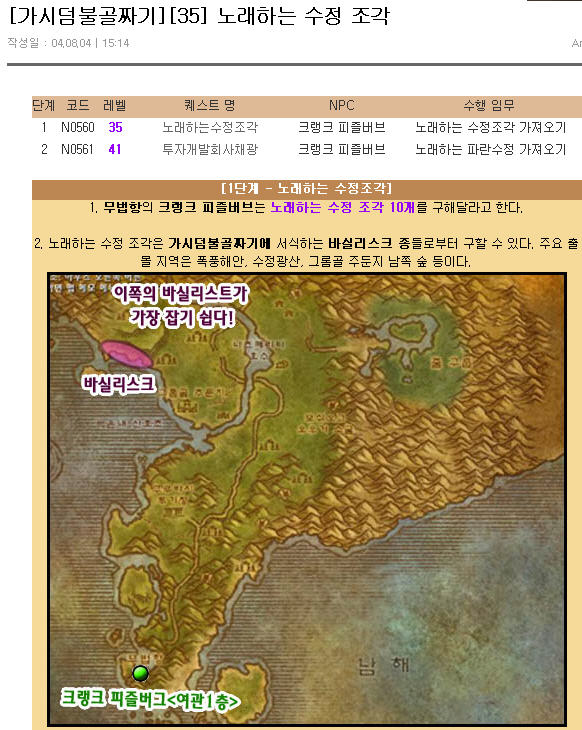 [가시덤불골짜기][35] 노래하는 수정 조각
작성일 : 04,08,04 | 15:14
단계 코드 레벨 퀘스트 명 NPC 수행 임무
1 N0560 35 노래하는수정조각 크랭크 피즐버브 노래하는 수정조각 가져오기
2 N0561 41 투자개발회사채광 크랭크 피즐버브 노래하는 파란수정 가져오기
[1단계 - 노래하는 수정조각]
1, 무법항의 크랭크 피즐버브는 노래하는 수정 조각 10개를 구해달라고 한다.
2, 노래하는 수정 조각은 가시덤불골짜기에 서식하는 바실리스크 종들로부터 구할 수 있다. 주요 출
몰 지역은 폭풍해안, 수정광산, 그롬골 주둔지 남쪽 숲 등이다.
이쪽의 바실리스트가
가장 잡기 쉽다!
바실리스크
남 해
크랭크 피즐버그<여관1층>